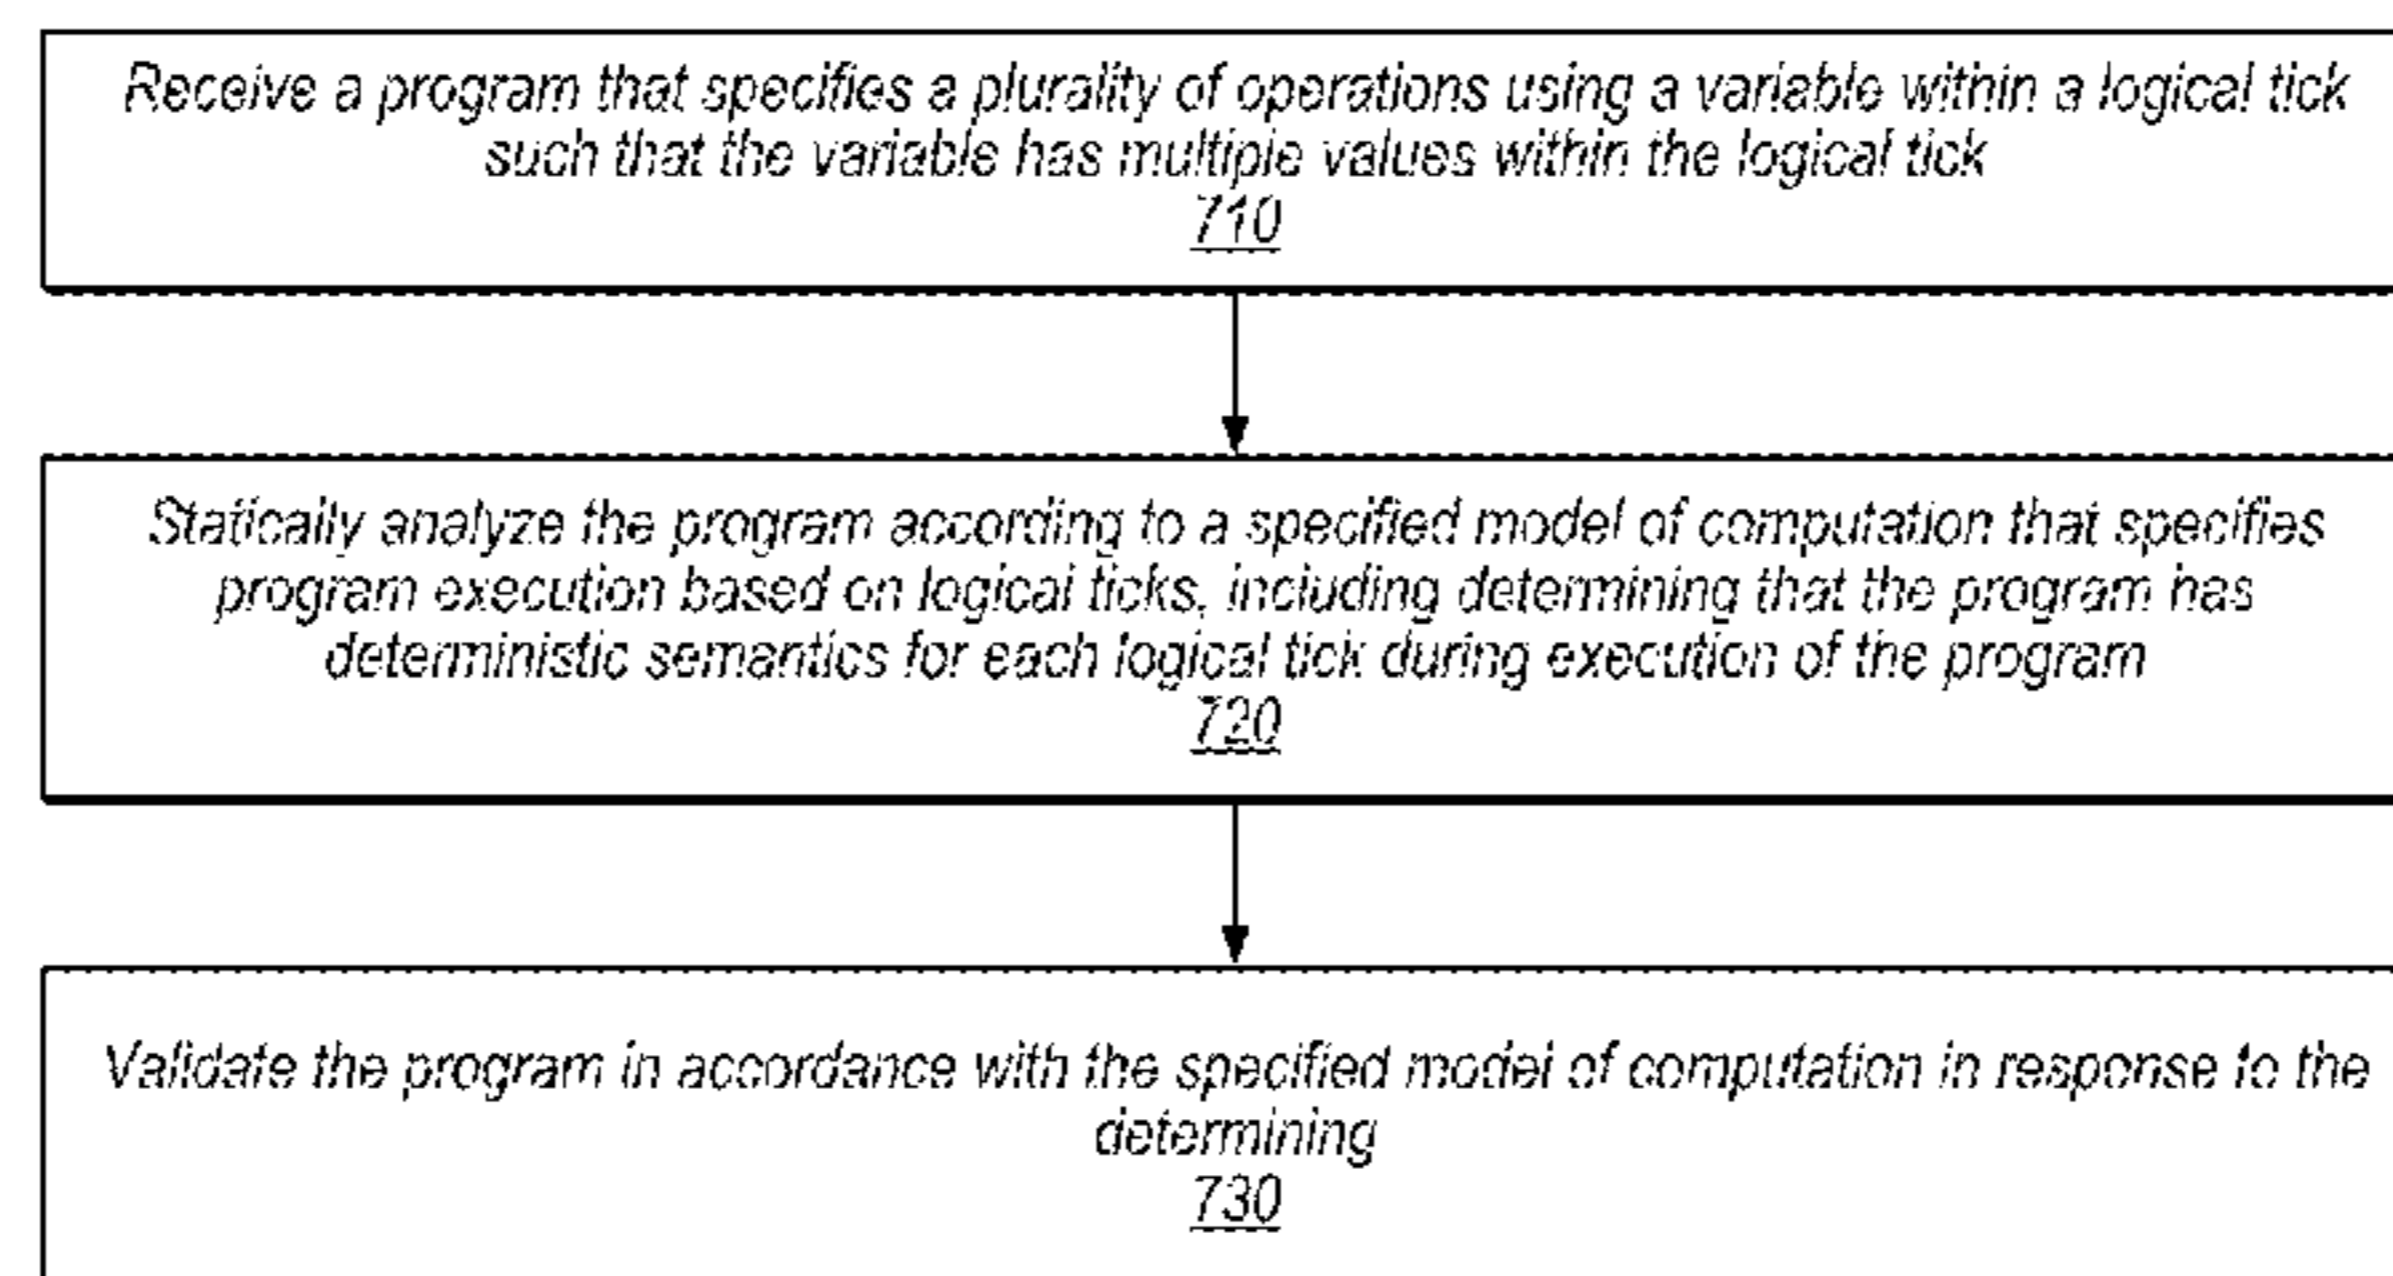 Receive a program that specifies a plurality of operations using a variable within a logical tick
such that the variable has multiple values within the logical tick
710
Statically analyze the program according to a specified model of computation that specifies
program execution based on logical ticks, including determining that the program has
deterministic semantics for each logical tick during execution of the program
720
Validate the program in accordance with the specified model of computation in response to the
determining
730